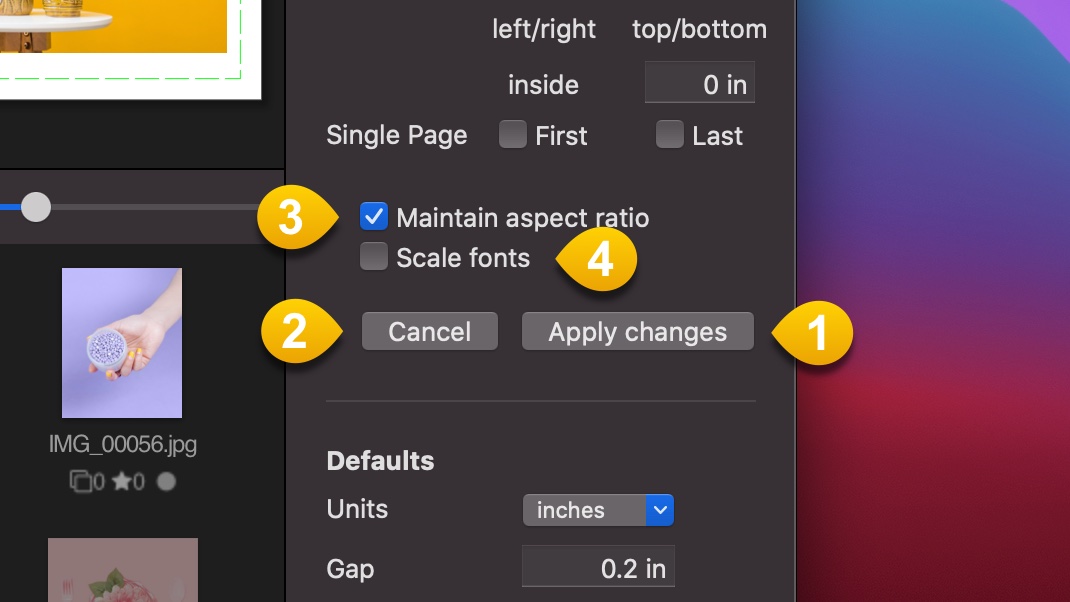 left/right top/bottom
inside 0 in
Single Page First Last
3 Maintain aspect ratio
Scale fonts 4
2 Cancel Apply changes 1
IMG_00056.jpg
0 0
Defaults
Units inches
Gap 0.2 in